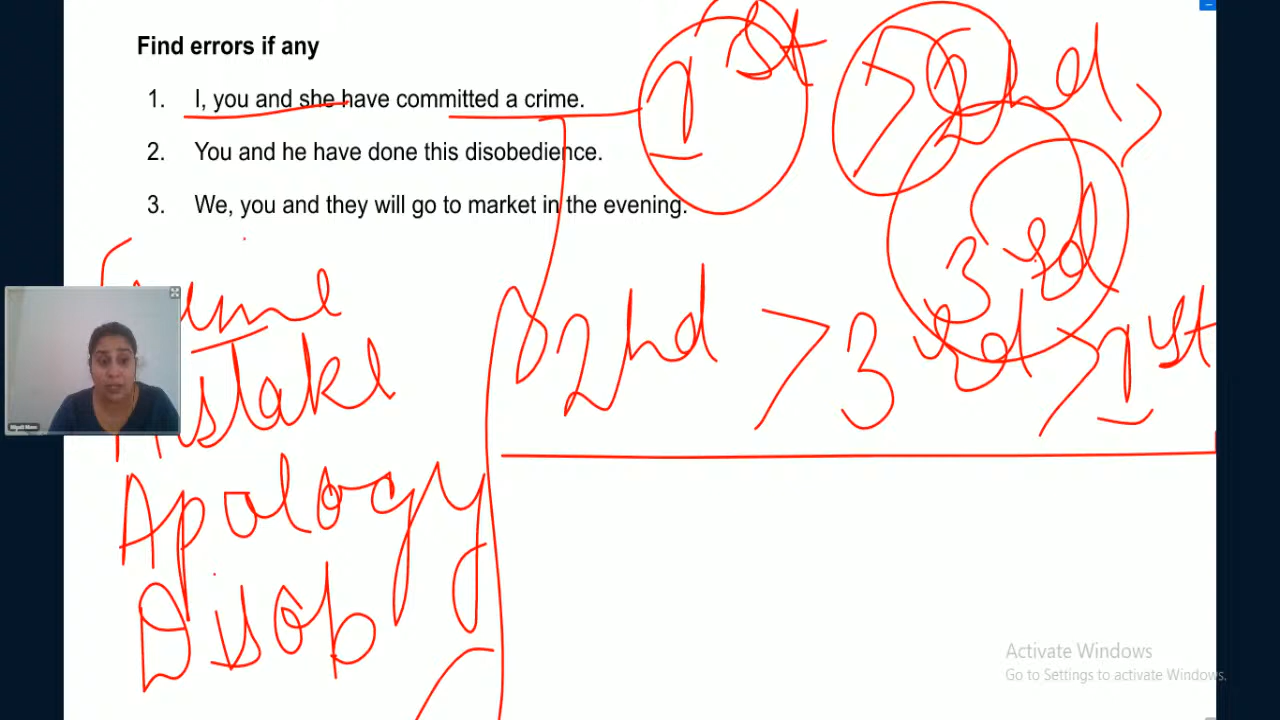 Find errors if any
1. I, you and she have committed a crime.
2. You and he have done this disobedience.
3. We, you and they will go to market in the evening.
1st > 2nd >
3rd
Crime
Mistake
Apology
Disob
2nd > 3rd > 1st
Activate Windows
Go to Settings to activate Windows.